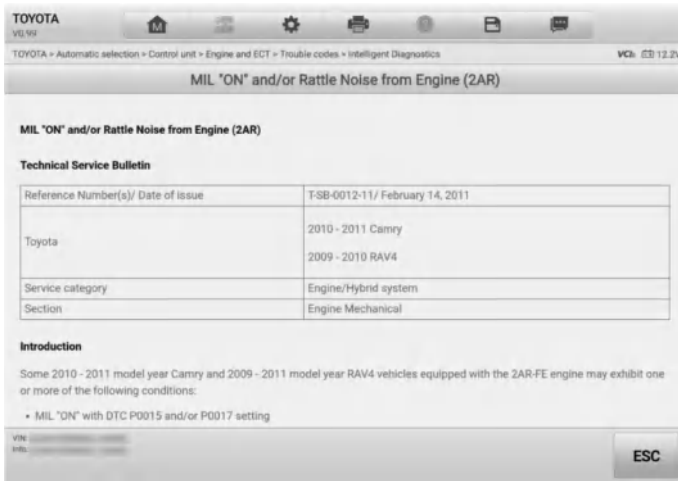 TOYOTA
V0.99
M
TOYOTA > Automatic selection > Control unit > Engine and ECT > Trouble codes > Intelligent Diagnostics
VCI: 12.2V
MIL "ON" and/or Rattle Noise from Engine (2AR)
MIL "ON" and/or Rattle Noise from Engine (2AR)
Technical Service Bulletin
Reference Number(s)/ Date of issue
T-SB-0012-11/ February 14, 2011
Toyota
2010 - 2011 Camry
2009 - 2010 RAV4
Service category
Engine/Hybrid system
Section
Engine Mechanical
Introduction
Some 2010 - 2011 model year Camry and 2009 - 2011 model year RAV4 vehicles equipped with the 2AR-FE engine may exhibit one
or more of the following conditions:
• MIL "ON" with DTC P0015 and/or P0017 setting
VIN
Info:
ESC